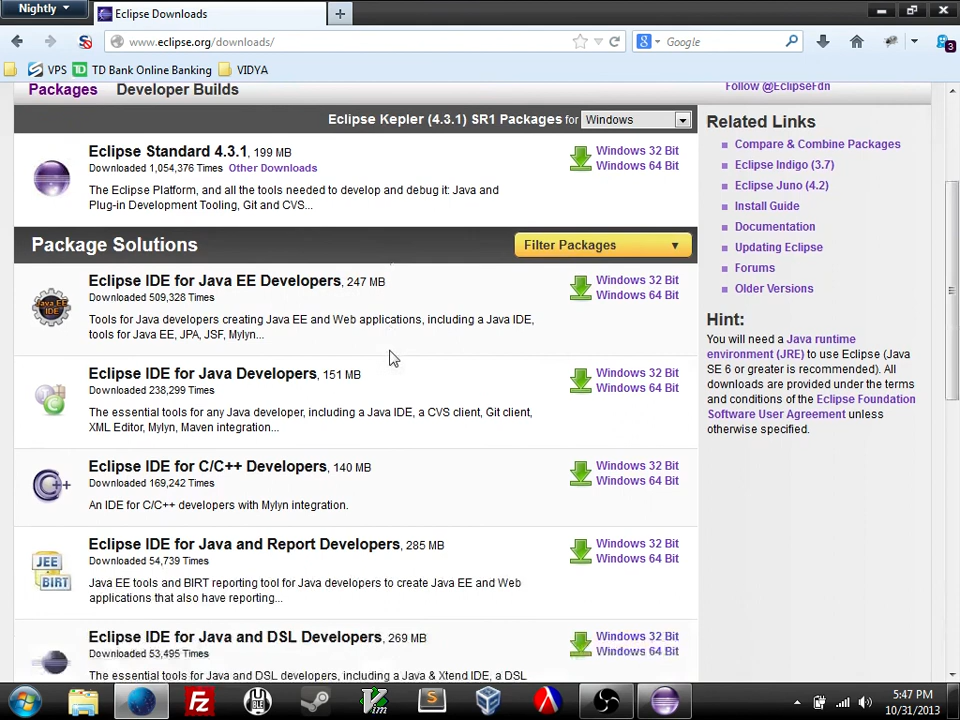 Nightly
Eclipse Downloads
www.eclipse.org/downloads/
Google
3
VPS
TD Bank Online Banking
VIDYA
Packages
Developer Builds
Follow @EclipseFdn
Eclipse Kepler (4.3.1) SR1 Packages for Windows
Eclipse Standard 4.3.1, 199 MB
Downloaded 1,054,376 Times Other Downloads
The Eclipse Platform, and all the tools needed to develop and debug it: Java and
Plug-in Development Tooling, Git and CVS...
Windows 32 Bit
Windows 64 Bit
Package Solutions
Filter Packages
Eclipse IDE for Java EE Developers, 247 MB
Downloaded 509,328 Times
Tools for Java developers creating Java EE and Web applications, including a Java IDE,
tools for Java EE, JPA, JSF, Mylyn...
Windows 32 Bit
Windows 64 Bit
Java EE
IDE
Eclipse IDE for Java Developers, 151 MB
Downloaded 238,299 Times
The essential tools for any Java developer, including a Java IDE, a CVS client, Git client,
XML Editor, Mylyn, Maven integration...
Windows 32 Bit
Windows 64 Bit
Eclipse IDE for C/C++ Developers, 140 MB
Downloaded 169,242 Times
An IDE for C/C++ developers with Mylyn integration.
Windows 32 Bit
Windows 64 Bit
Eclipse IDE for Java and Report Developers, 285 MB
Downloaded 54,739 Times
Java EE tools and BIRT reporting tool for Java developers to create Java EE and Web
applications that also have reporting...
Windows 32 Bit
Windows 64 Bit
JEE
BIRT
Eclipse IDE for Java and DSL Developers, 269 MB
Downloaded 53,495 Times
Tools for Java and DSL developers, including a Java & Xtend IDE, a DSL
Windows 32 Bit
Windows 64 Bit
Related Links
Compare & Combine Packages
Eclipse Indigo (3.7)
Eclipse Juno (4.2)
Install Guide
Documentation
Updating Eclipse
Forums
Older Versions
Hint:
You will need a Java runtime
environment (JRE) to use Eclipse (Java
SE 6 or greater is recommended). All
downloads are provided under the terms
and conditions of the Eclipse Foundation
Software User Agreement unless
otherwise specified.
5:47 PM
10/31/2013